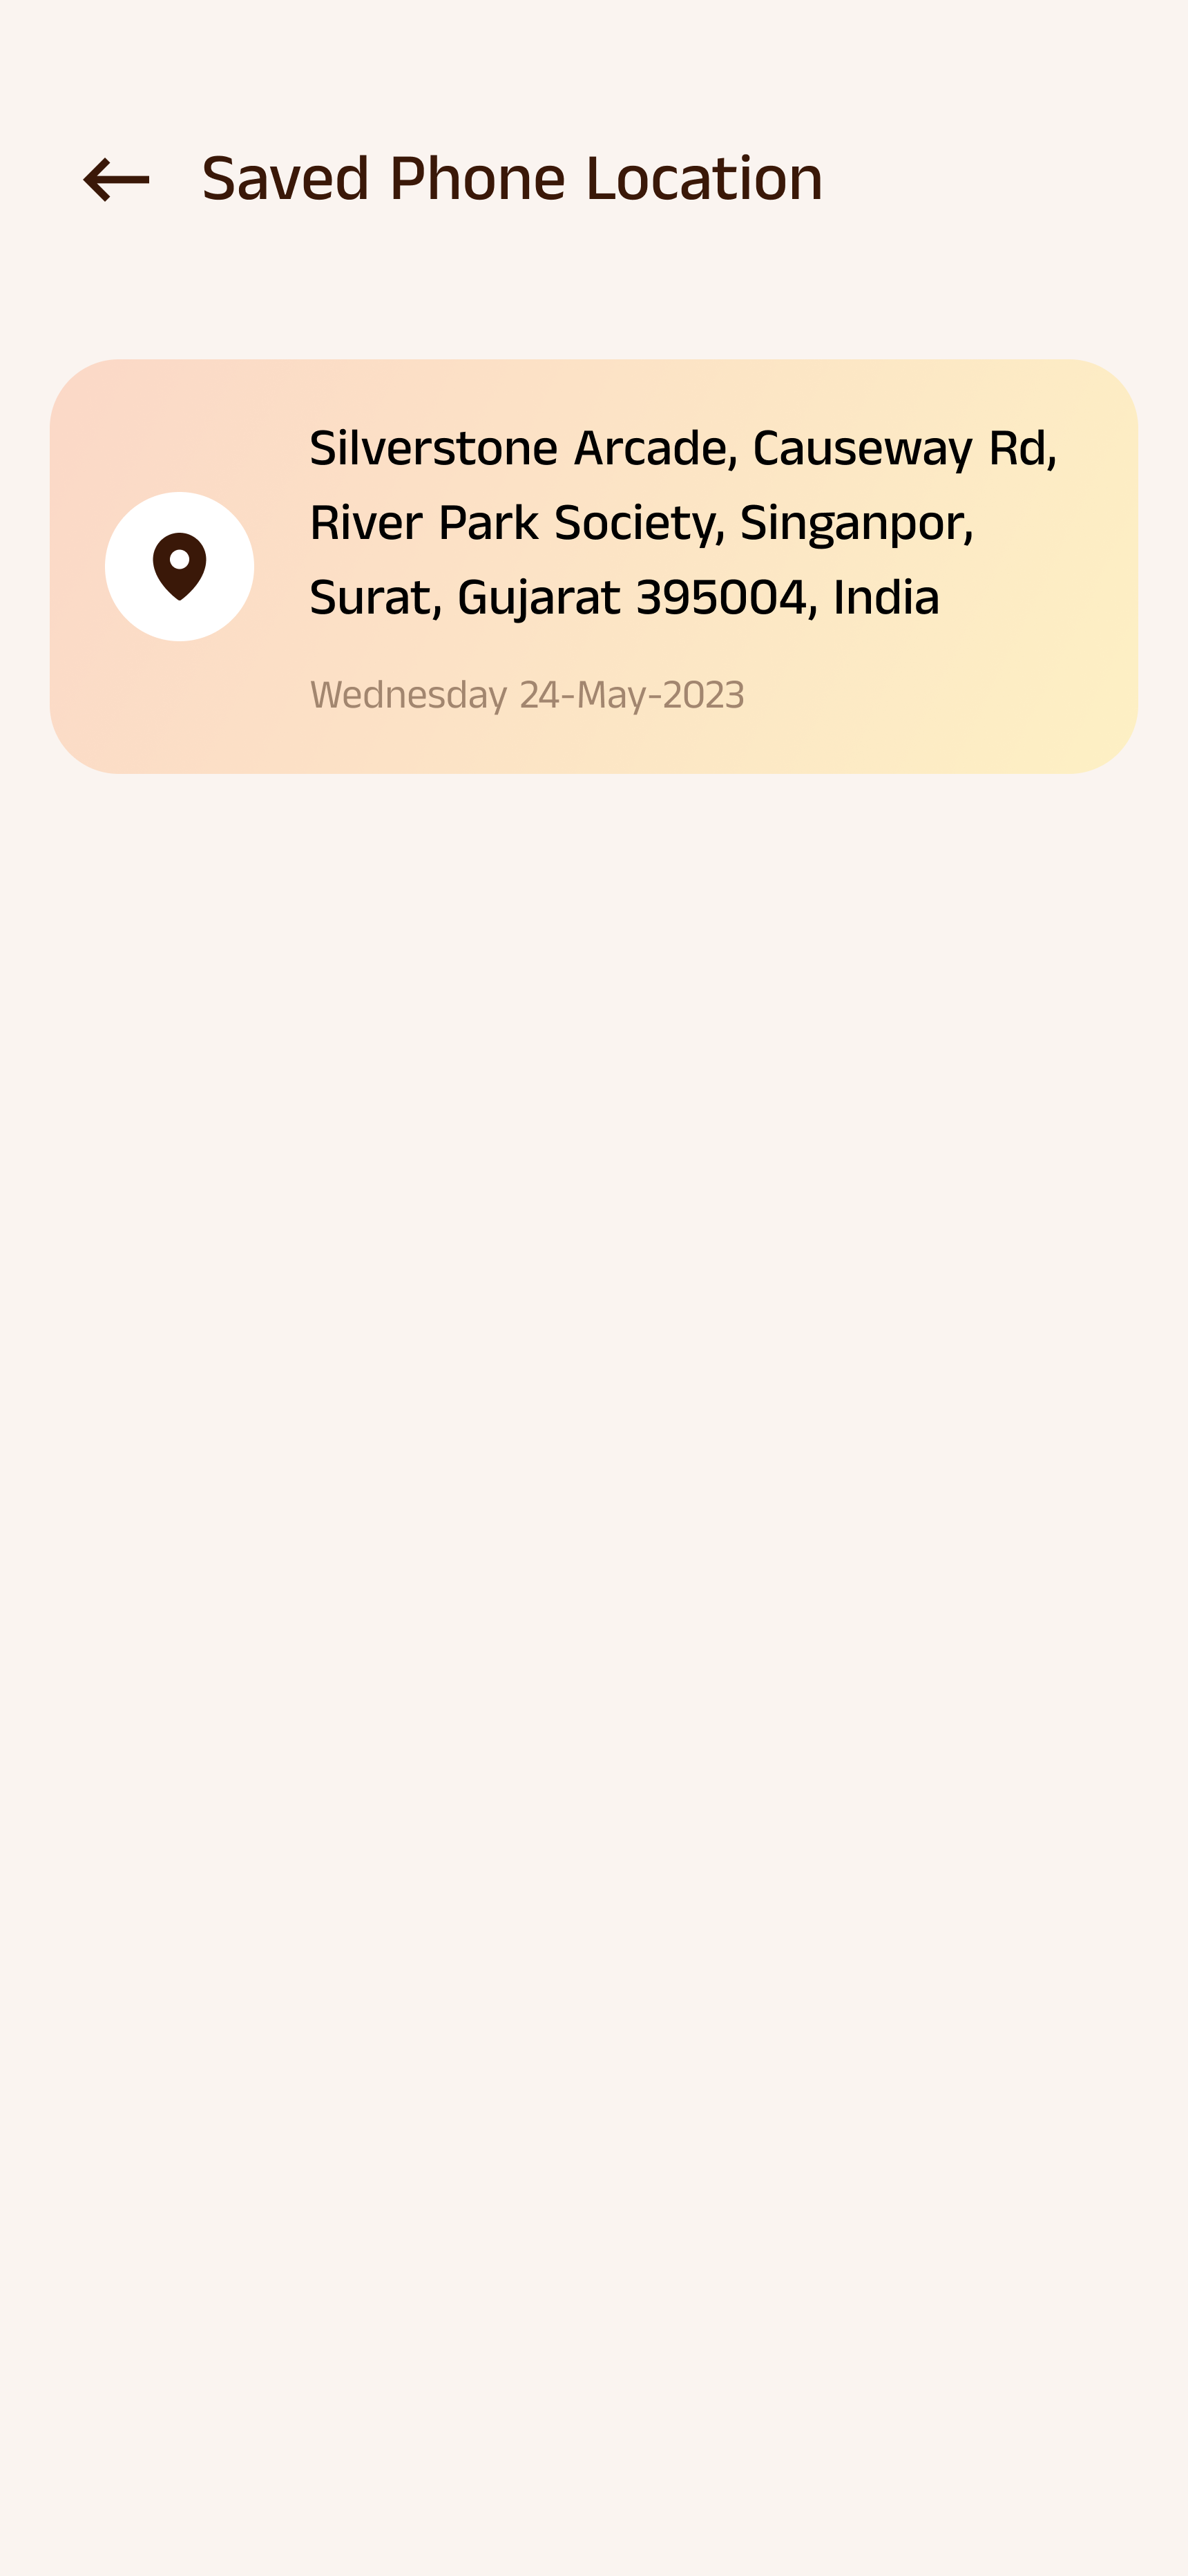 Saved Phone Location
Silverstone Arcade, Causeway Rd,
River Park Society, Singanpor,
Surat, Gujarat 395004, India
Wednesday 24-May-2023